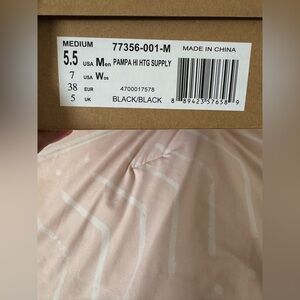 MEDIUM 77356-001-M MADE IN CHINA
5.5 USA Men PAMPA HI HTG SUPPLY
7 USA Wos
38 EUR 4700017578
5 UK BLACK/BLACK 8 89423 57658 9